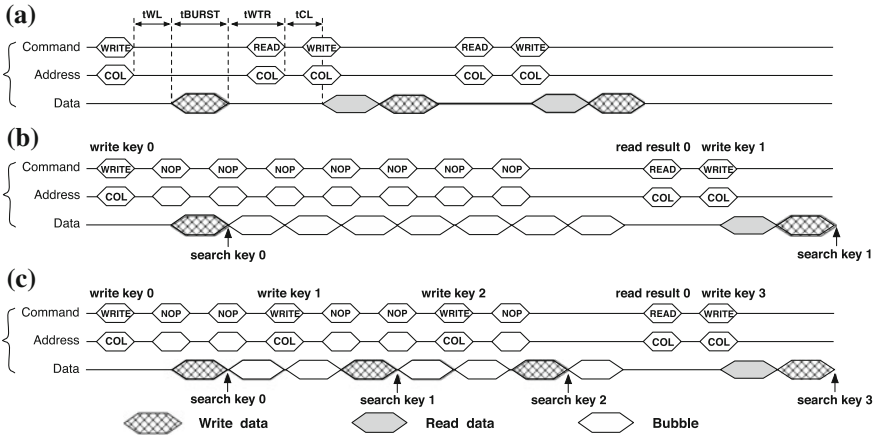 (a)
tWL tBURST tWTR tCL
Command WRITE READ WRITE READ WRITE
Address COL COL COL COL COL
Data
(b)
write key 0 read result 0 write key 1
Command WRITE NOP NOP NOP NOP NOP NOP NOP READ WRITE
Address COL COL COL
Data
search key 0 search key 1
(c)
write key 0 write key 1 write key 2 read result 0 write key 3
Command WRITE NOP NOP WRITE NOP NOP WRITE NOP READ WRITE
Address COL COL COL COL COL
Data
search key 0 search key 1 search key 2 search key 3
Write data Read data Bubble